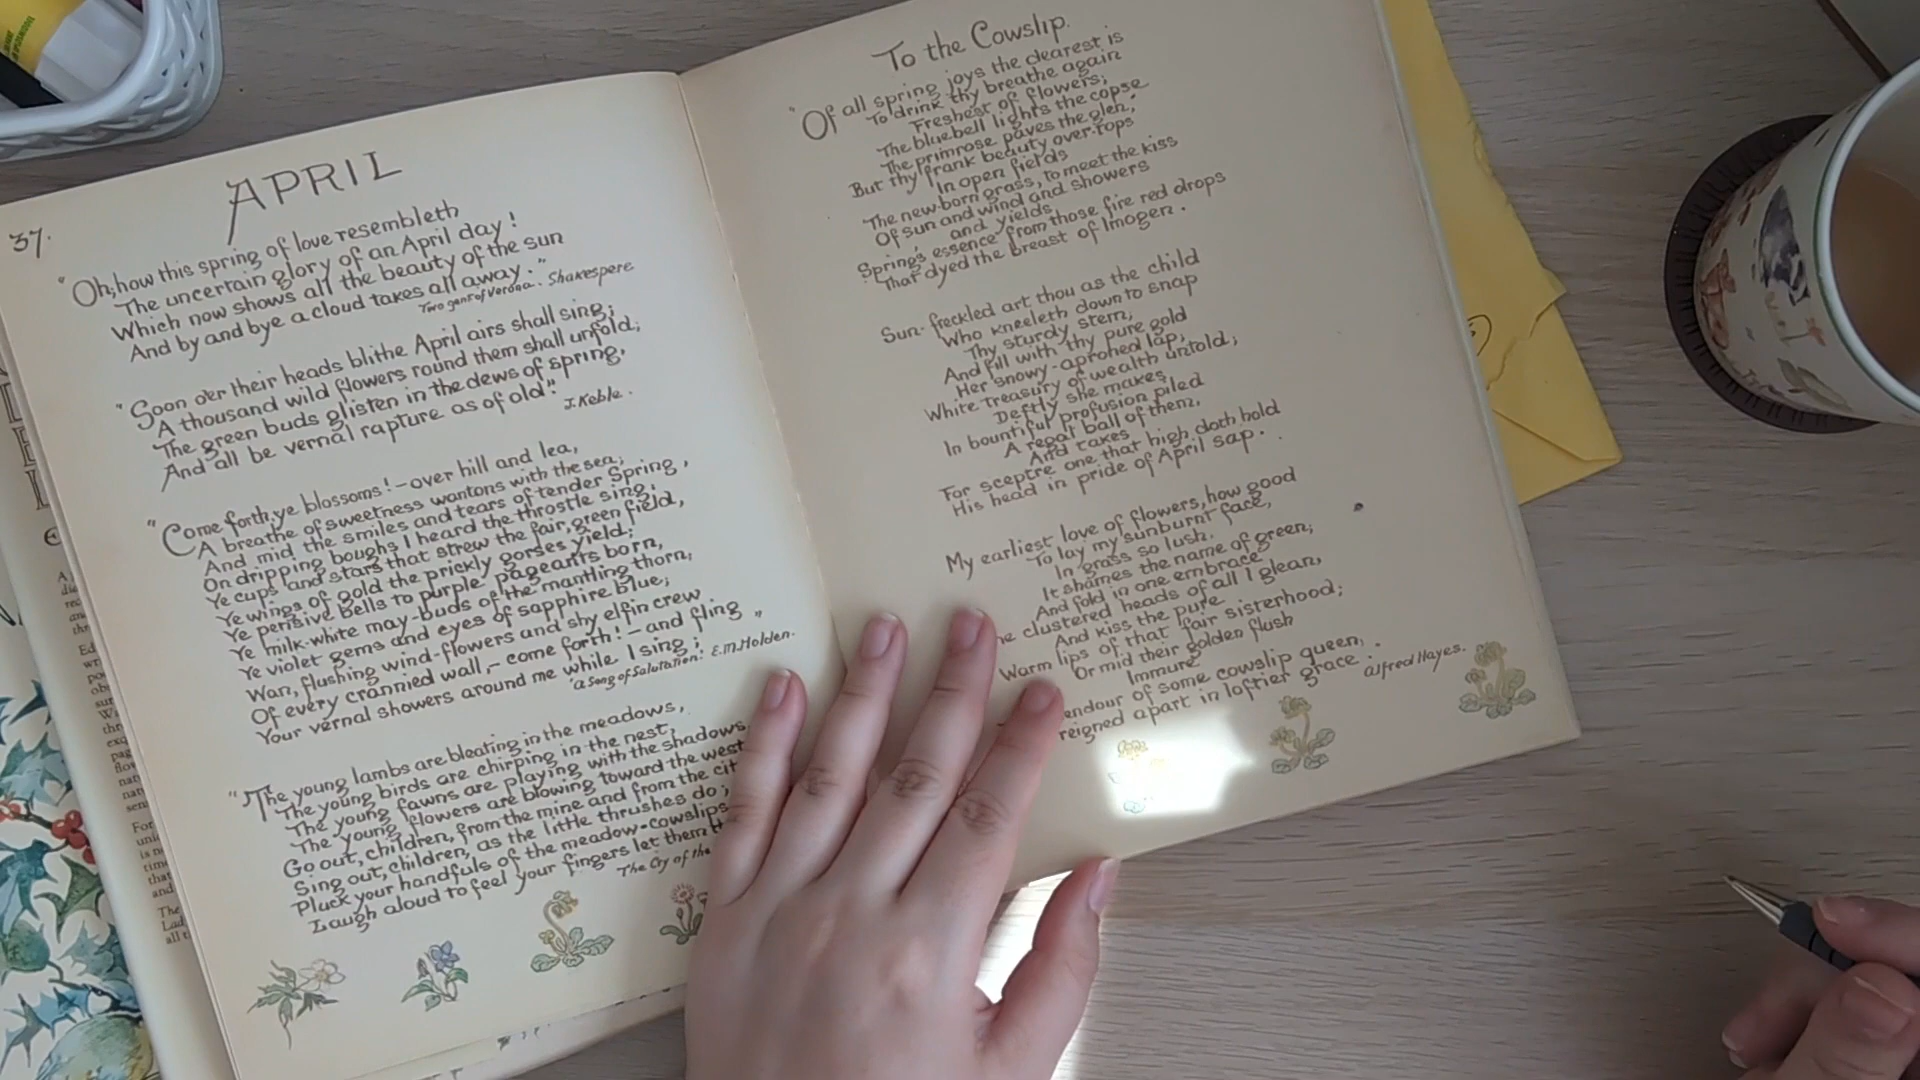 37.
APRIL
"Oh, how this spring of love resembleth
The uncertain glory of an April day!
Which now shows all the beauty of the sun
And by and bye a cloud takes all away."
Two gent of Verona. Shakespere
"Soon o'er their heads blithe April airs shall sing;
A thousand wild flowers round them shall unfold;
The green buds glisten in the dews of spring,
And all be vernal rapture as of old".
J. Keble.
"Come forth, ye blossoms! – over hill and lea,
A breathe of sweetness wantons with the sea;
And mid the smiles and tears of tender Spring,
On dripping boughs I heard the throstle sing;
Ye cups and stars that strew the fair, green field,
Ye wings of gold the prickly gorses yield;
Ye pensive bells to purple pageants born,
Ye milk-white may-buds of the mantling thorn,
Ye violet gems and eyes of sapphire blue;
Wan, flushing wind-flowers and shy elfin crew
Of every crannied wall, – come forth! – and fling
Your vernal showers around me while I sing; "
"a Song of Salutation". E.M. Holden.
"The young lambs are bleating in the meadows,
The young birds are chirping in the nest,
The young fawns are playing with the shadows
The young flowers are blowing toward the west
Go out, children, from the mine and from the cit
Sing out, children, as the little thrushes do;
Pluck your handfuls of the meadow-cowslips
Laugh aloud to feel your fingers let them
The Cry of the
To the Cowslip.
"Of all spring joys the dearest is
To drink thy breathe again
Freshest of flowers;
The bluebell lights the copse
The primrose paves the glen;
But thy frank beauty over-tops
In open fields
The new-born grass, to meet the kiss
Of sun and wind and showers
and yields
Spring's essence from those fire red drops
That dyed the breast of Imogen.
Sun-freckled art thou as the child
Who kneeleth down to snap
Thy sturdy stem,
And fill with thy pure gold
Her snowy-aproned lap,
White treasury of wealth untold;
Deftly she makes
In bountiful profusion piled
A regal ball of them,
And takes
For sceptre one that high doth hold
His head in pride of April sap.
My earliest love of flowers, how good
To lay my sunburnt face,
In grass so lush.
It shames the name of green,
And fold in one embrace
he clustered heads of all I glean,
And kiss the pure
Warm lips of that fair sisterhood;
Or mid their golden flush
Immure
endour of some cowslip queen,
reigned apart in loftier grace.
Alfred Hayes.